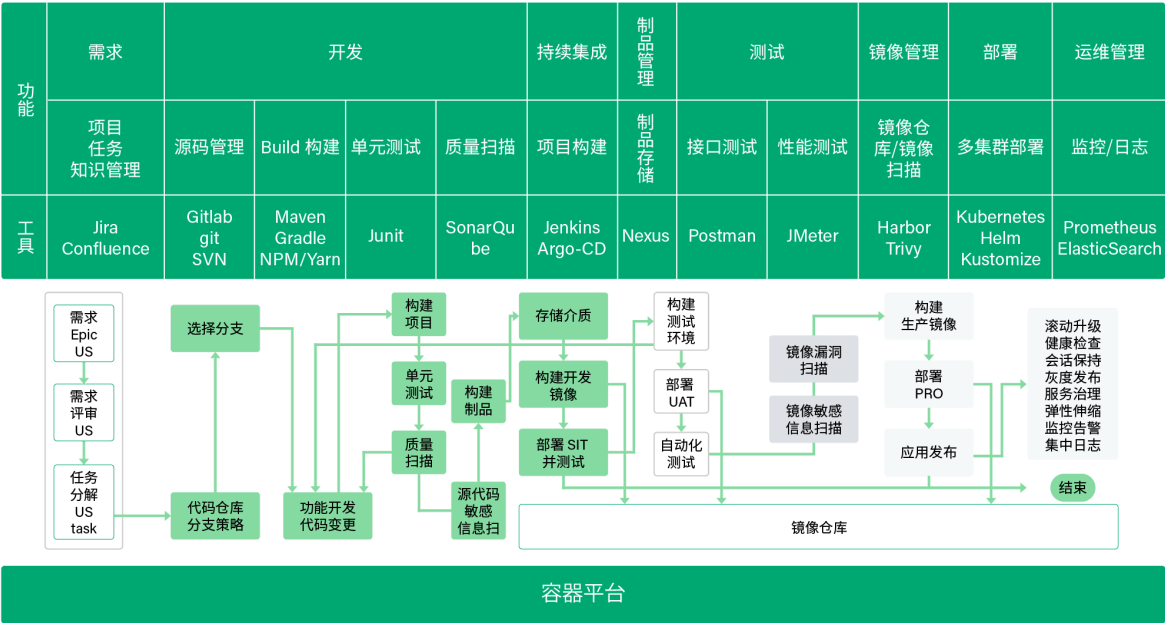 功
能
需求
开发
持续集成
制
品
管
理
测试
镜像管理
部署
运维管理
项目
任务
知识管理
源码管理
Build 构建
单元测试
质量扫描
项目构建
制
品
存
储
接口测试
性能测试
镜像仓
库/镜像
扫描
多集群部署
监控/日志
工
具
Jira
Confluence
Gitlab
git
SVN
Maven
Gradle
NPM/Yarn
Junit
SonarQu
be
Jenkins
Argo-CD
Nexus
Postman
JMeter
Harbor
Trivy
Kubernetes
Helm
Kustomize
Prometheus
ElasticSearch
需求
Epic
US
需求
评审
US
任务
分解
US
task
选择分支
代码仓库
分支策略
功能开发
代码变更
构建
项目
单元
测试
质量
扫描
构建
制品
源代码
敏感
信息扫
存储介质
构建开发
镜像
部署 SIT
并测试
构建
测试
环境
部署
UAT
自动化
测试
镜像漏洞
扫描
镜像敏感
信息扫描
构建
生产镜像
部署
PRO
应用发布
滚动升级
健康检查
会话保持
灰度发布
服务治理
弹性伸缩
监控告警
集中日志
结束
镜像仓库
容器平台